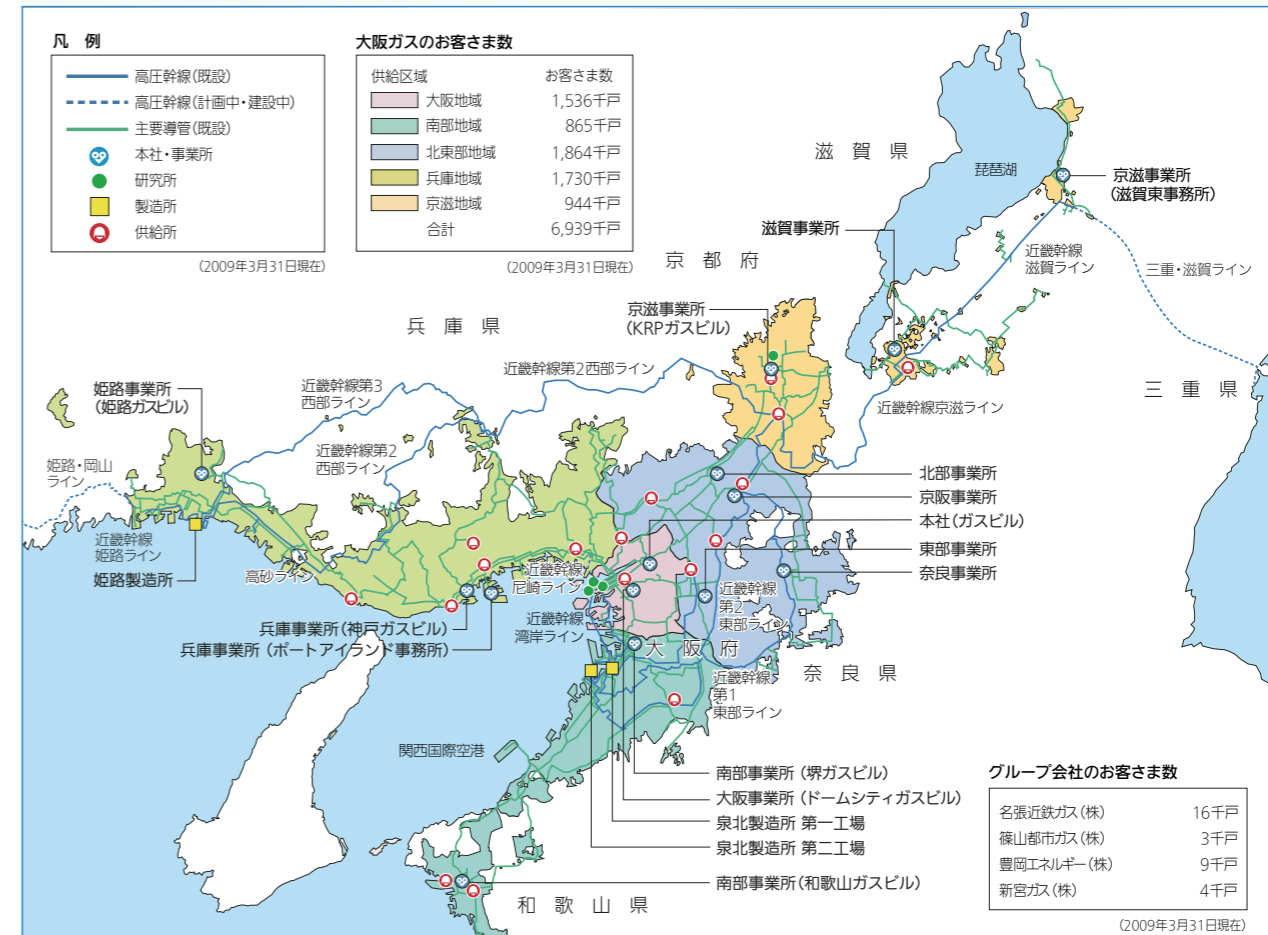 凡 例
高圧幹線（既設）
高圧幹線（計画中・建設中）
主要導管（既設）
本社・事業所
研究所
製造所
供給所
（2009年3月31日現在）
大阪ガスのお客さま数
供給区域 お客さま数
大阪地域 1,536千戸
南部地域 865千戸
北東部地域 1,864千戸
兵庫地域 1,730千戸
京滋地域 944千戸
合計 6,939千戸
（2009年3月31日現在）
滋 賀 県
琵琶湖
京滋事業所
（滋賀東事務所）
滋賀事業所
京 都 府
近畿幹線
滋賀ライン
三重・滋賀ライン
京滋事業所
（KRPガスビル）
兵 庫 県
近畿幹線第2西部ライン
近畿幹線第3
西部ライン
姫路事業所
（姫路ガスビル）
近畿幹線京滋ライン
三 重 県
近畿幹線第2
西部ライン
姫路・岡山
ライン
北部事業所
京阪事業所
本社（ガスビル）
東部事業所
奈良事業所
近畿幹線
姫路ライン
姫路製造所
高砂ライン
近畿幹線
尼崎ライン
近畿幹線
湾岸ライン
近畿幹線
第2
東部ライン
兵庫事業所（神戸ガスビル）
兵庫事業所（ポートアイランド事務所）
大 阪 府
奈 良 県
近畿幹線
第1
東部ライン
関西国際空港
南部事業所（堺ガスビル）
大阪事業所（ドームシティガスビル）
泉北製造所 第一工場
泉北製造所 第二工場
南部事業所（和歌山ガスビル）
和 歌 山 県
グループ会社のお客さま数
名張近鉄ガス（株） 16千戸
篠山都市ガス（株） 3千戸
豊岡エネルギー（株） 9千戸
新宮ガス（株） 4千戸
（2009年3月31日現在）